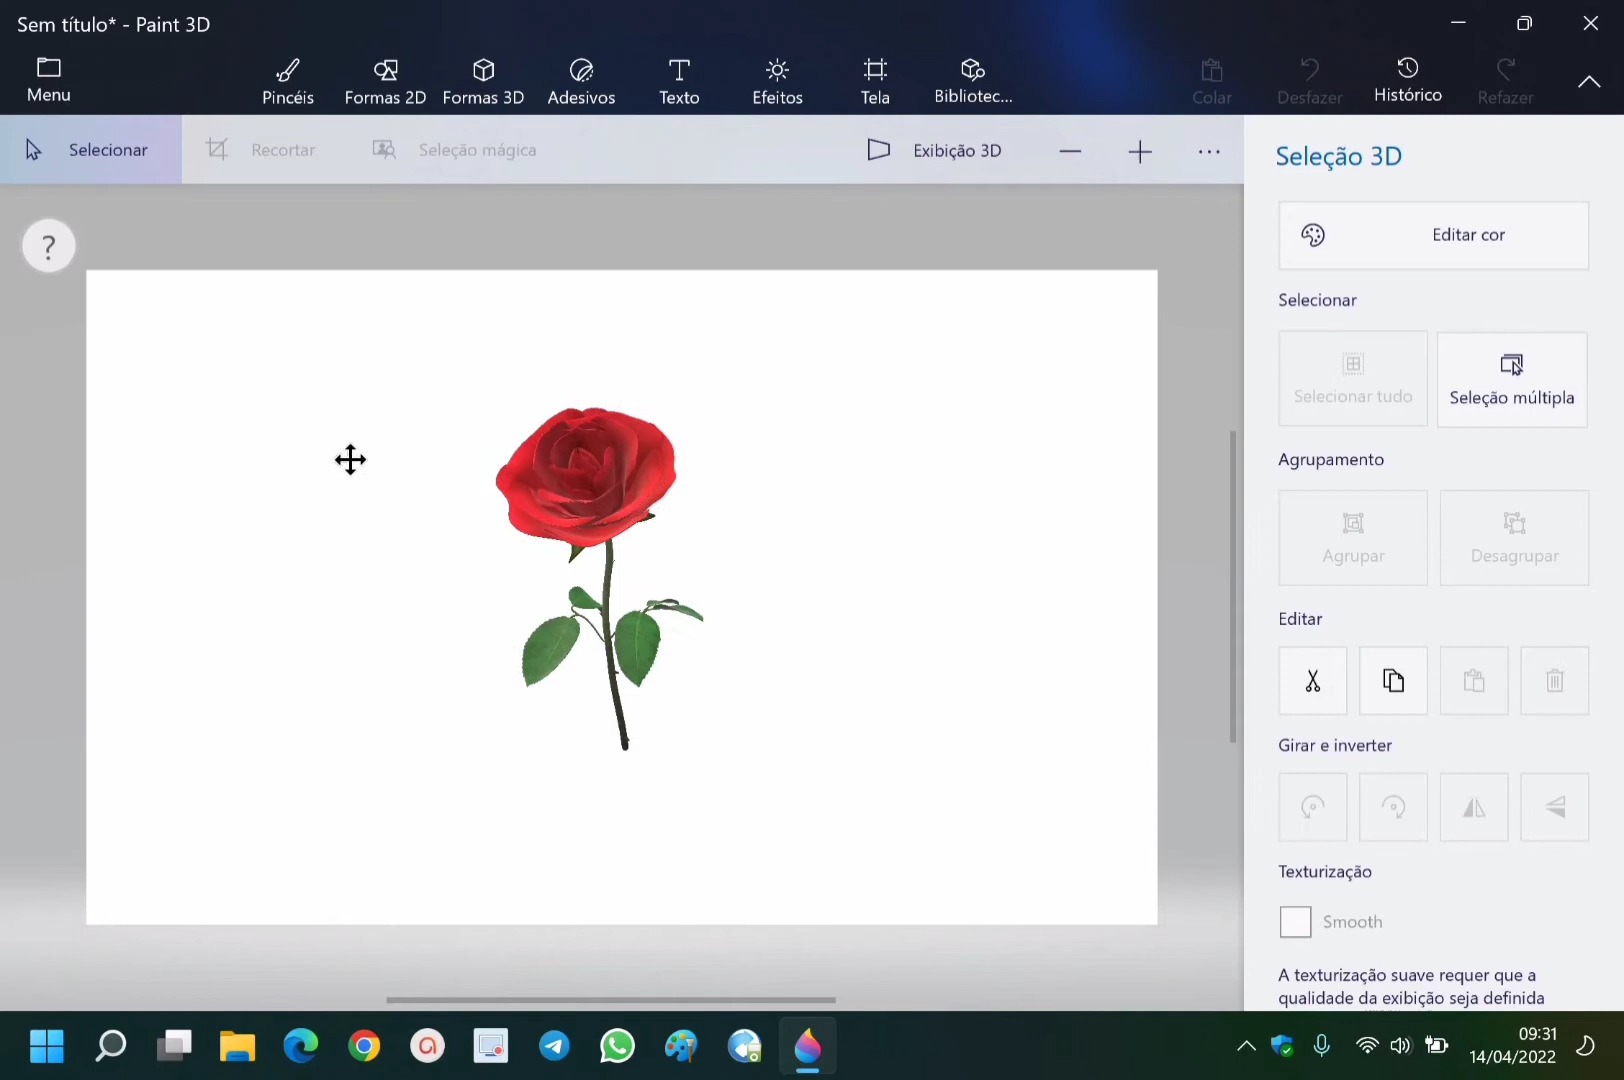 Sem título* - Paint 3D
Menu
Pincéis
Formas 2D
Formas 3D
Adesivos
Texto
Efeitos
Tela
Bibliotec...
Colar
Desfazer
Histórico
Refazer
Selecionar
Recortar
Seleção mágica
Exibição 3D
?
Seleção 3D
Editar cor
Selecionar
Selecionar tudo
Seleção múltipla
Agrupamento
Agrupar
Desagrupar
Editar
Girar e inverter
Texturização
Smooth
A texturização suave requer que a
qualidade da exibição seja definida
09:31
14/04/2022